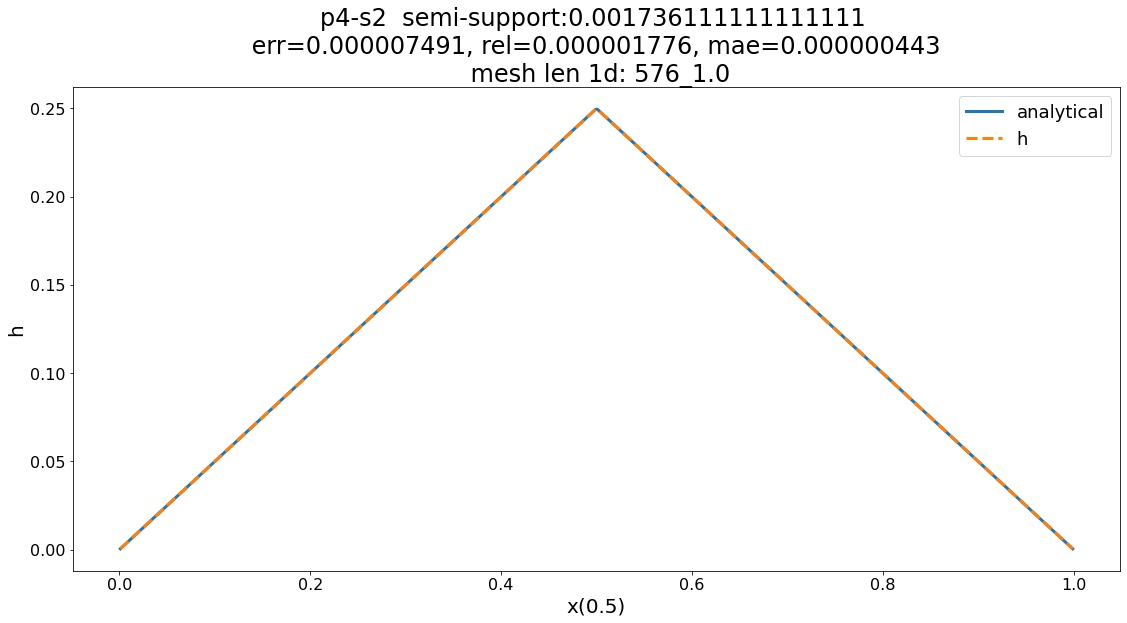 p4-s2 semi-support:0.001736111111111111
err=0.000007491, rel=0.000001776, mae=0.000000443
mesh len 1d: 576_1.0
analytical
h
0.25
0.20
0.15
0.10
0.05
0.00
h
0.0 0.2 0.4 0.6 0.8 1.0
x(0.5)